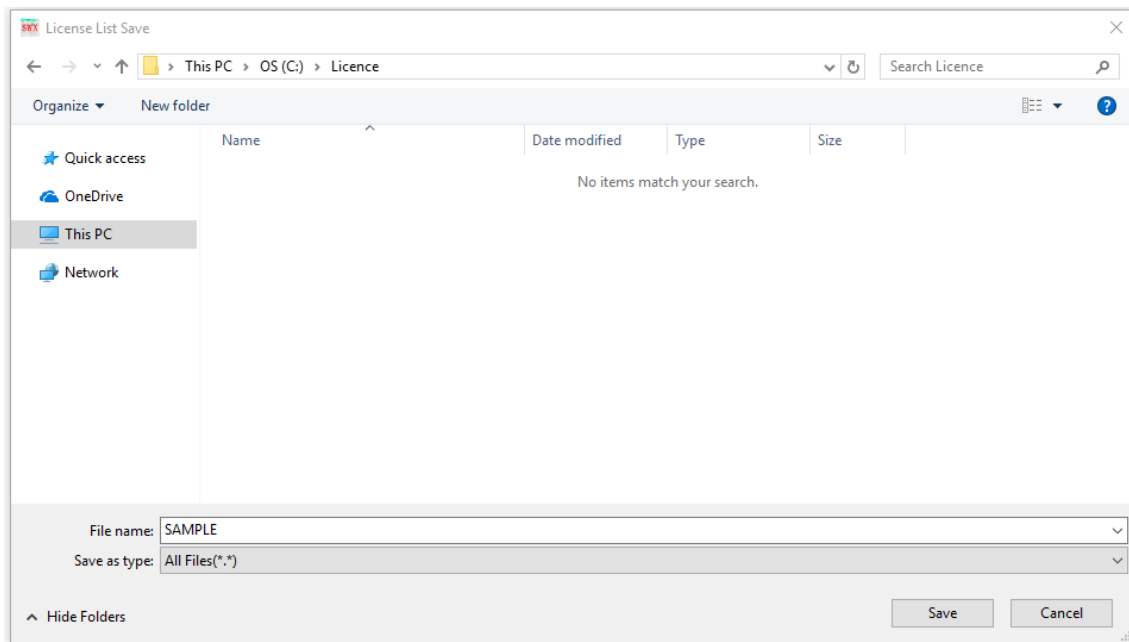 SWX License List Save
This PC > OS (C:) > Licence
Search Licence
Organize
New folder
?
Name
Date modified
Type
Size
Quick access
No items match your search.
OneDrive
This PC
Network
File name: SAMPLE
Save as type: All Files(*.*)
Hide Folders
Save
Cancel